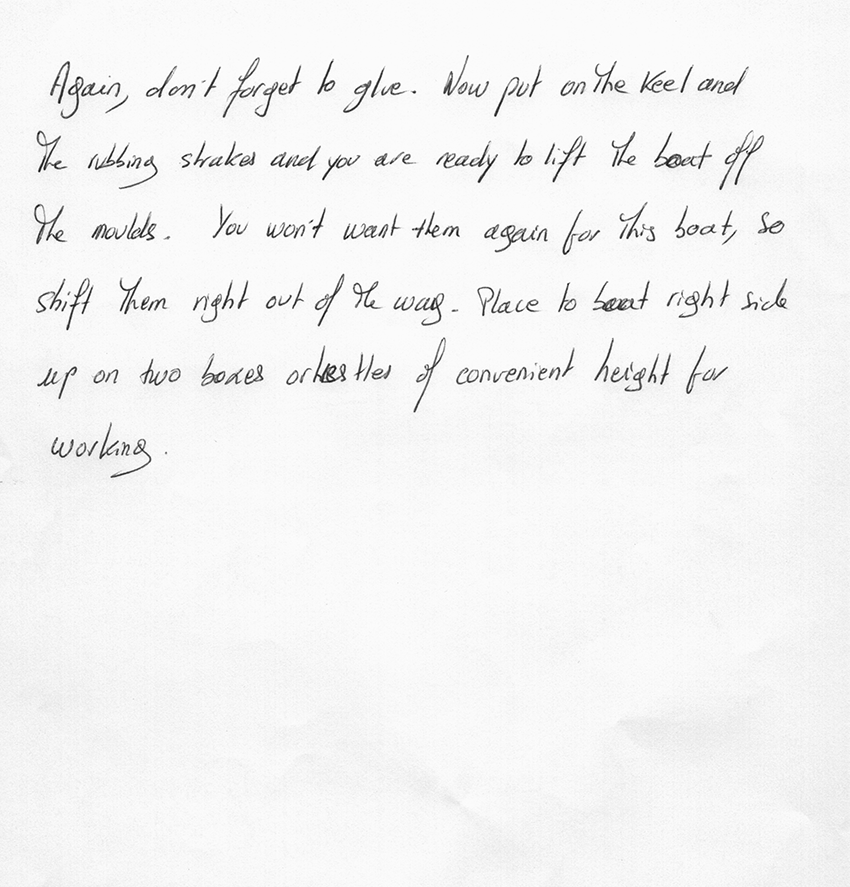 Again, don't forget to glue. Now put on the keel and
the rubbing strakes and you are ready to lift the boat off
the moulds. You won't want them again for this boat, so
shift them right out of the way. Place to boat right side
up on two boxes or trestles of convenient height for
working.